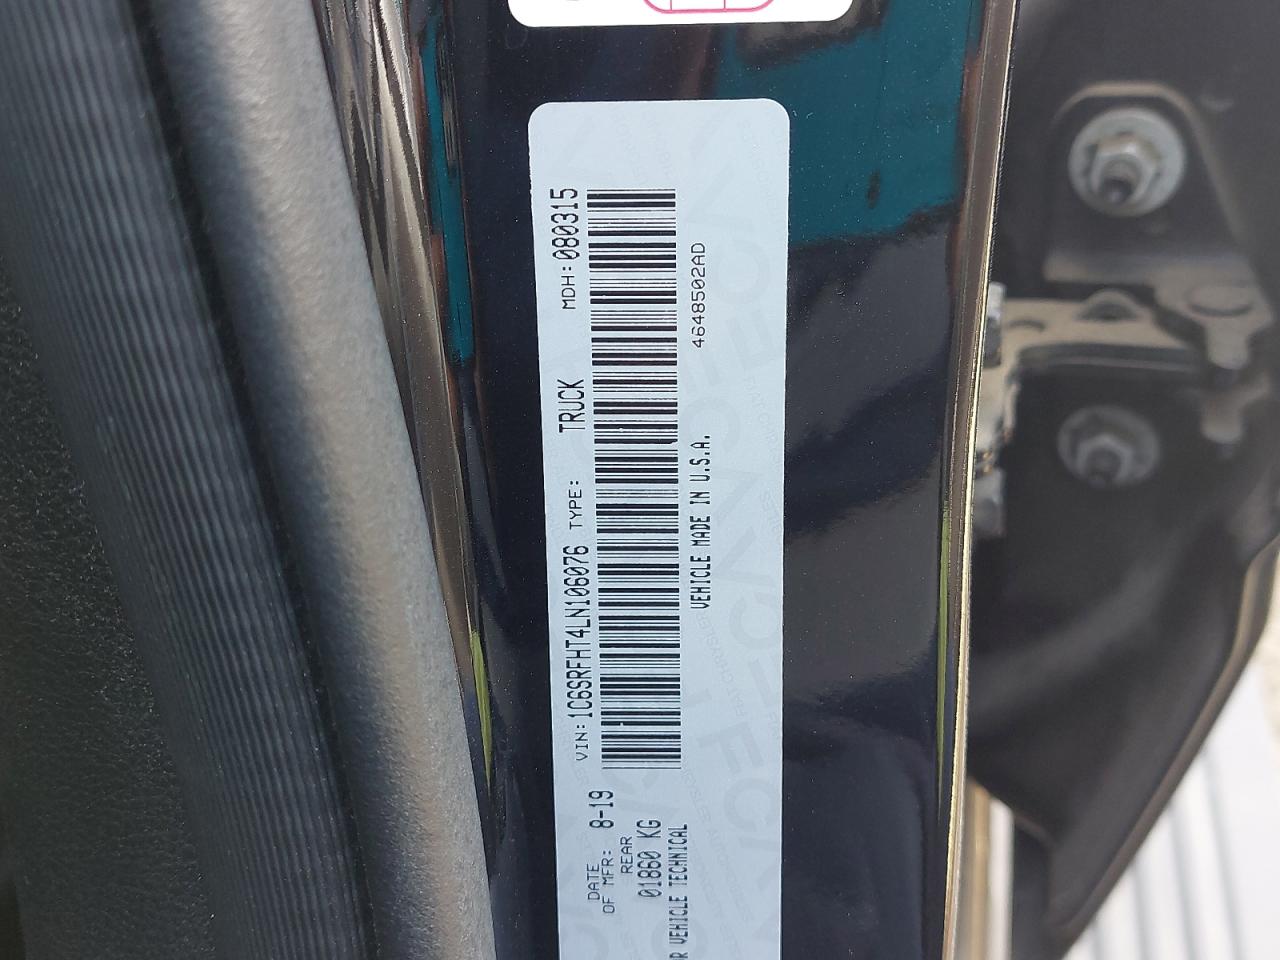 DATE
OF MFR: 8-19
REAR
01860 KG
VIN: 1C6SRFHT4LN106076 TYPE: TRUCK MDH: 080315
R VEHICLE TECHNICAL
VEHICLE MADE IN U.S.A. 4648502AD